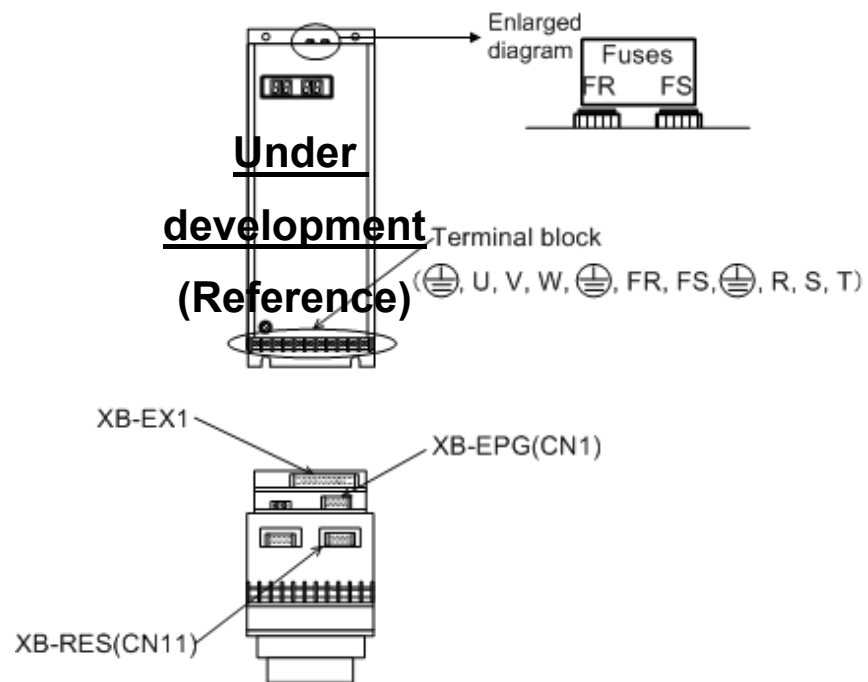 Enlarged
diagram
Fuses
FR FS
Under
development
(Reference)
Terminal block
(⏚, U, V, W, ⏚, FR, FS, ⏚, R, S, T)
XB-EX1
XB-EPG(CN1)
XB-RES(CN11)